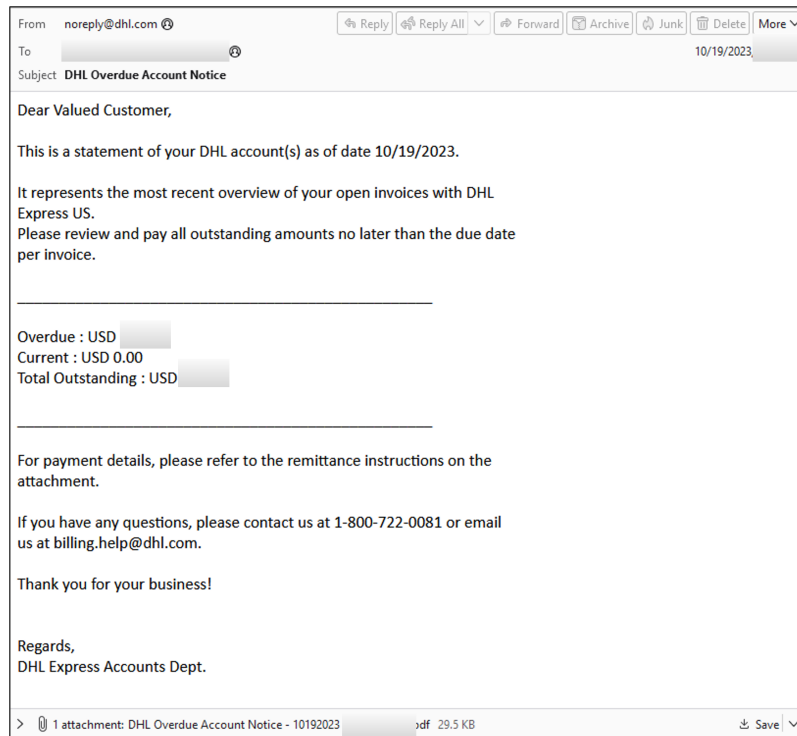 From noreply@dhl.com
Reply Reply All Forward Archive Junk Delete More
To
10/19/2023,
Subject DHL Overdue Account Notice
Dear Valued Customer,
This is a statement of your DHL account(s) as of date 10/19/2023.
It represents the most recent overview of your open invoices with DHL
Express US.
Please review and pay all outstanding amounts no later than the due date
per invoice.
Overdue : USD
Current : USD 0.00
Total Outstanding : USD
For payment details, please refer to the remittance instructions on the
attachment.
If you have any questions, please contact us at 1-800-722-0081 or email
us at billing.help@dhl.com.
Thank you for your business!
Regards,
DHL Express Accounts Dept.
1 attachment: DHL Overdue Account Notice - 10192023 pdf 29.5 KB
Save